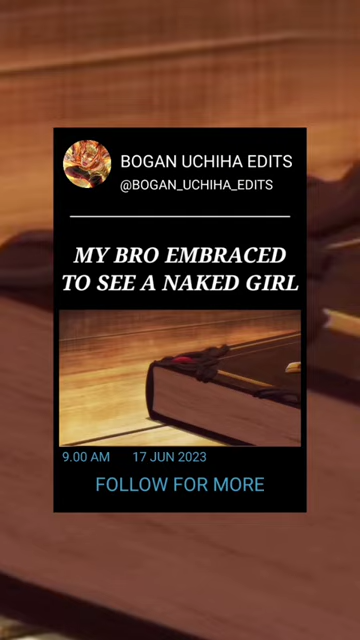 BOGAN UCHIHA EDITS
@BOGAN_UCHIHA_EDITS
MY BRO EMBRACED
TO SEE A NAKED GIRL
9.00 AM 17 JUN 2023
FOLLOW FOR MORE